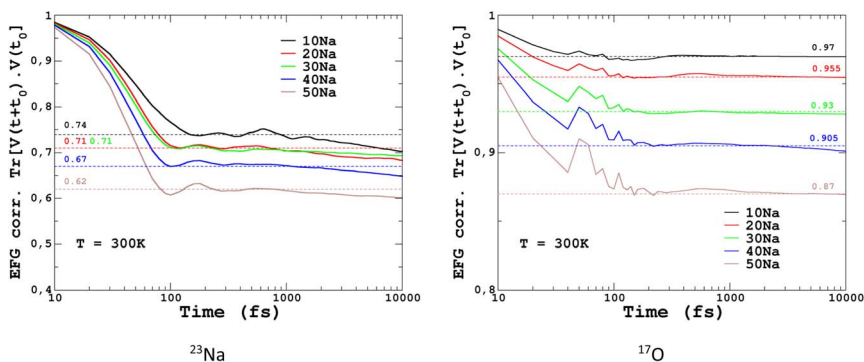 EFG corr. Tr[V(t+t₀).V(t₀)]
1
0,9
0,8
0,7
0,6
0,5
0,4
10Na
20Na
30Na
40Na
50Na
0.74
0.71 0.71
0.67
0.62
T = 300K
10 100 1000 10000
Time (fs)
²³Na
EFG corr. Tr[V(t+t₀).V(t₀)
1
0,9
0,8
0.97
0.955
0.93
0.905
0.87
10Na
20Na
30Na
40Na
50Na
T = 300K
10 100 1000 10000
Time (fs)
¹⁷O